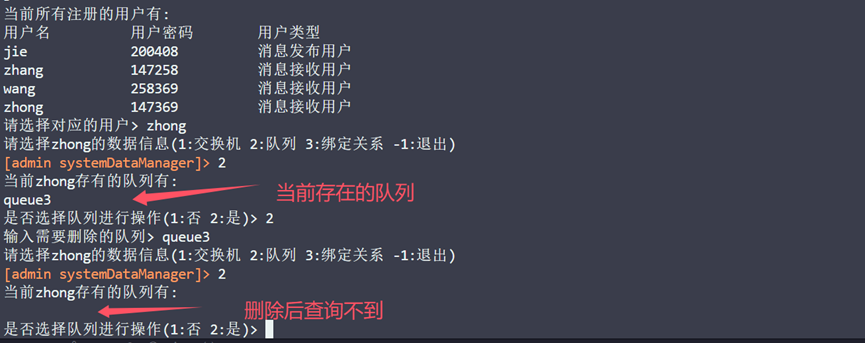 当前所有注册的用户有:
用户名 用户密码 用户类型
jie 200408 消息发布用户
zhang 147258 消息接收用户
wang 258369 消息接收用户
zhong 147369 消息接收用户
请选择对应的用户> zhong
请选择zhong的数据信息(1:交换机 2:队列 3:绑定关系 -1:退出)
[admin systemDataManager]> 2
当前zhong存有的队列有:
queue3
当前存在的队列
是否选择队列进行操作(1:否 2:是)> 2
输入需要删除的队列> queue3
请选择zhong的数据信息(1:交换机 2:队列 3:绑定关系 -1:退出)
[admin systemDataManager]> 2
当前zhong存有的队列有:
删除后查询不到
是否选择队列进行操作(1:否 2:是)>